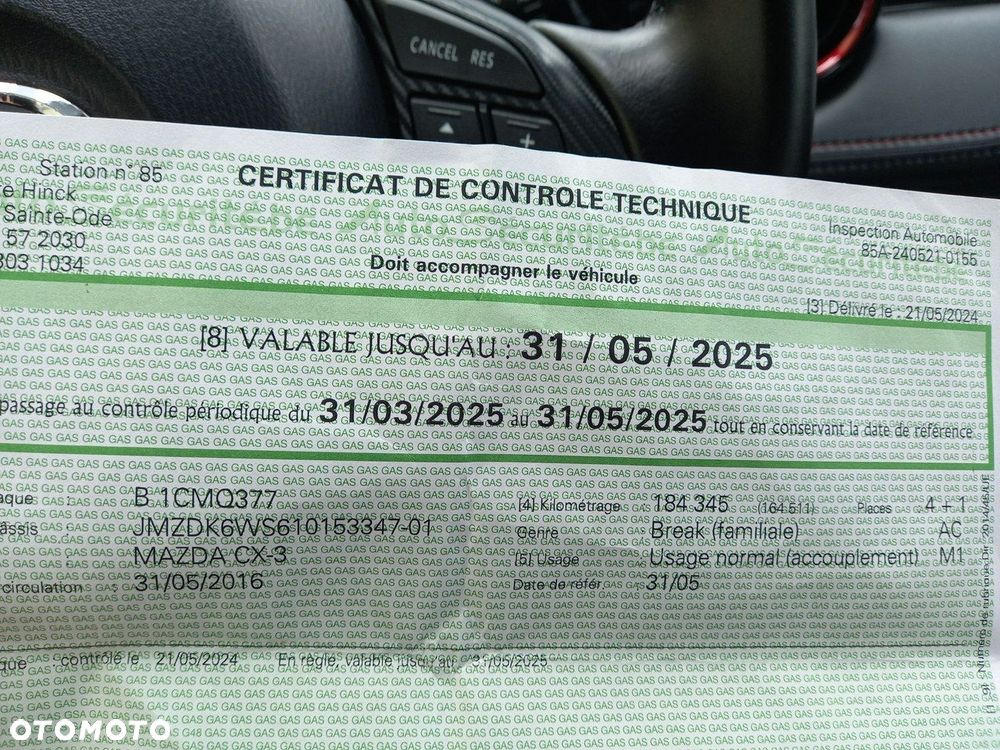 CANCEL RES
+
Station n° 85
CERTIFICAT DE CONTROLE TECHNIQUE
e Hinck
Sainte-Ode
57 2030
803 1034
Inspection Automobile
85A-240521-0155
Doit accompagner le véhicule
[3] Délivré le : 21/05/2024
[8] VALABLE JUSQU'AU : 31 / 05 / 2025
passage au contrôle périodique du 31/03/2025 au 31/05/2025 tout en conservant la date de référence
aque B 1CMQ377 [4] Kilométrage : 184.345 (164.511) Places : 4 + 1
âssis JMZDK6WS610153347-01 Genre : Break (familiale) AC
MAZDA CX-3 [5] Usage : Usage normal (accouplement) M1
circulation 31/05/2016 Date de référ : 31/05
que : contrôlé le 21/05/2024 En règle, valable jusqu'au : 31/05/2025
OTOMOTO